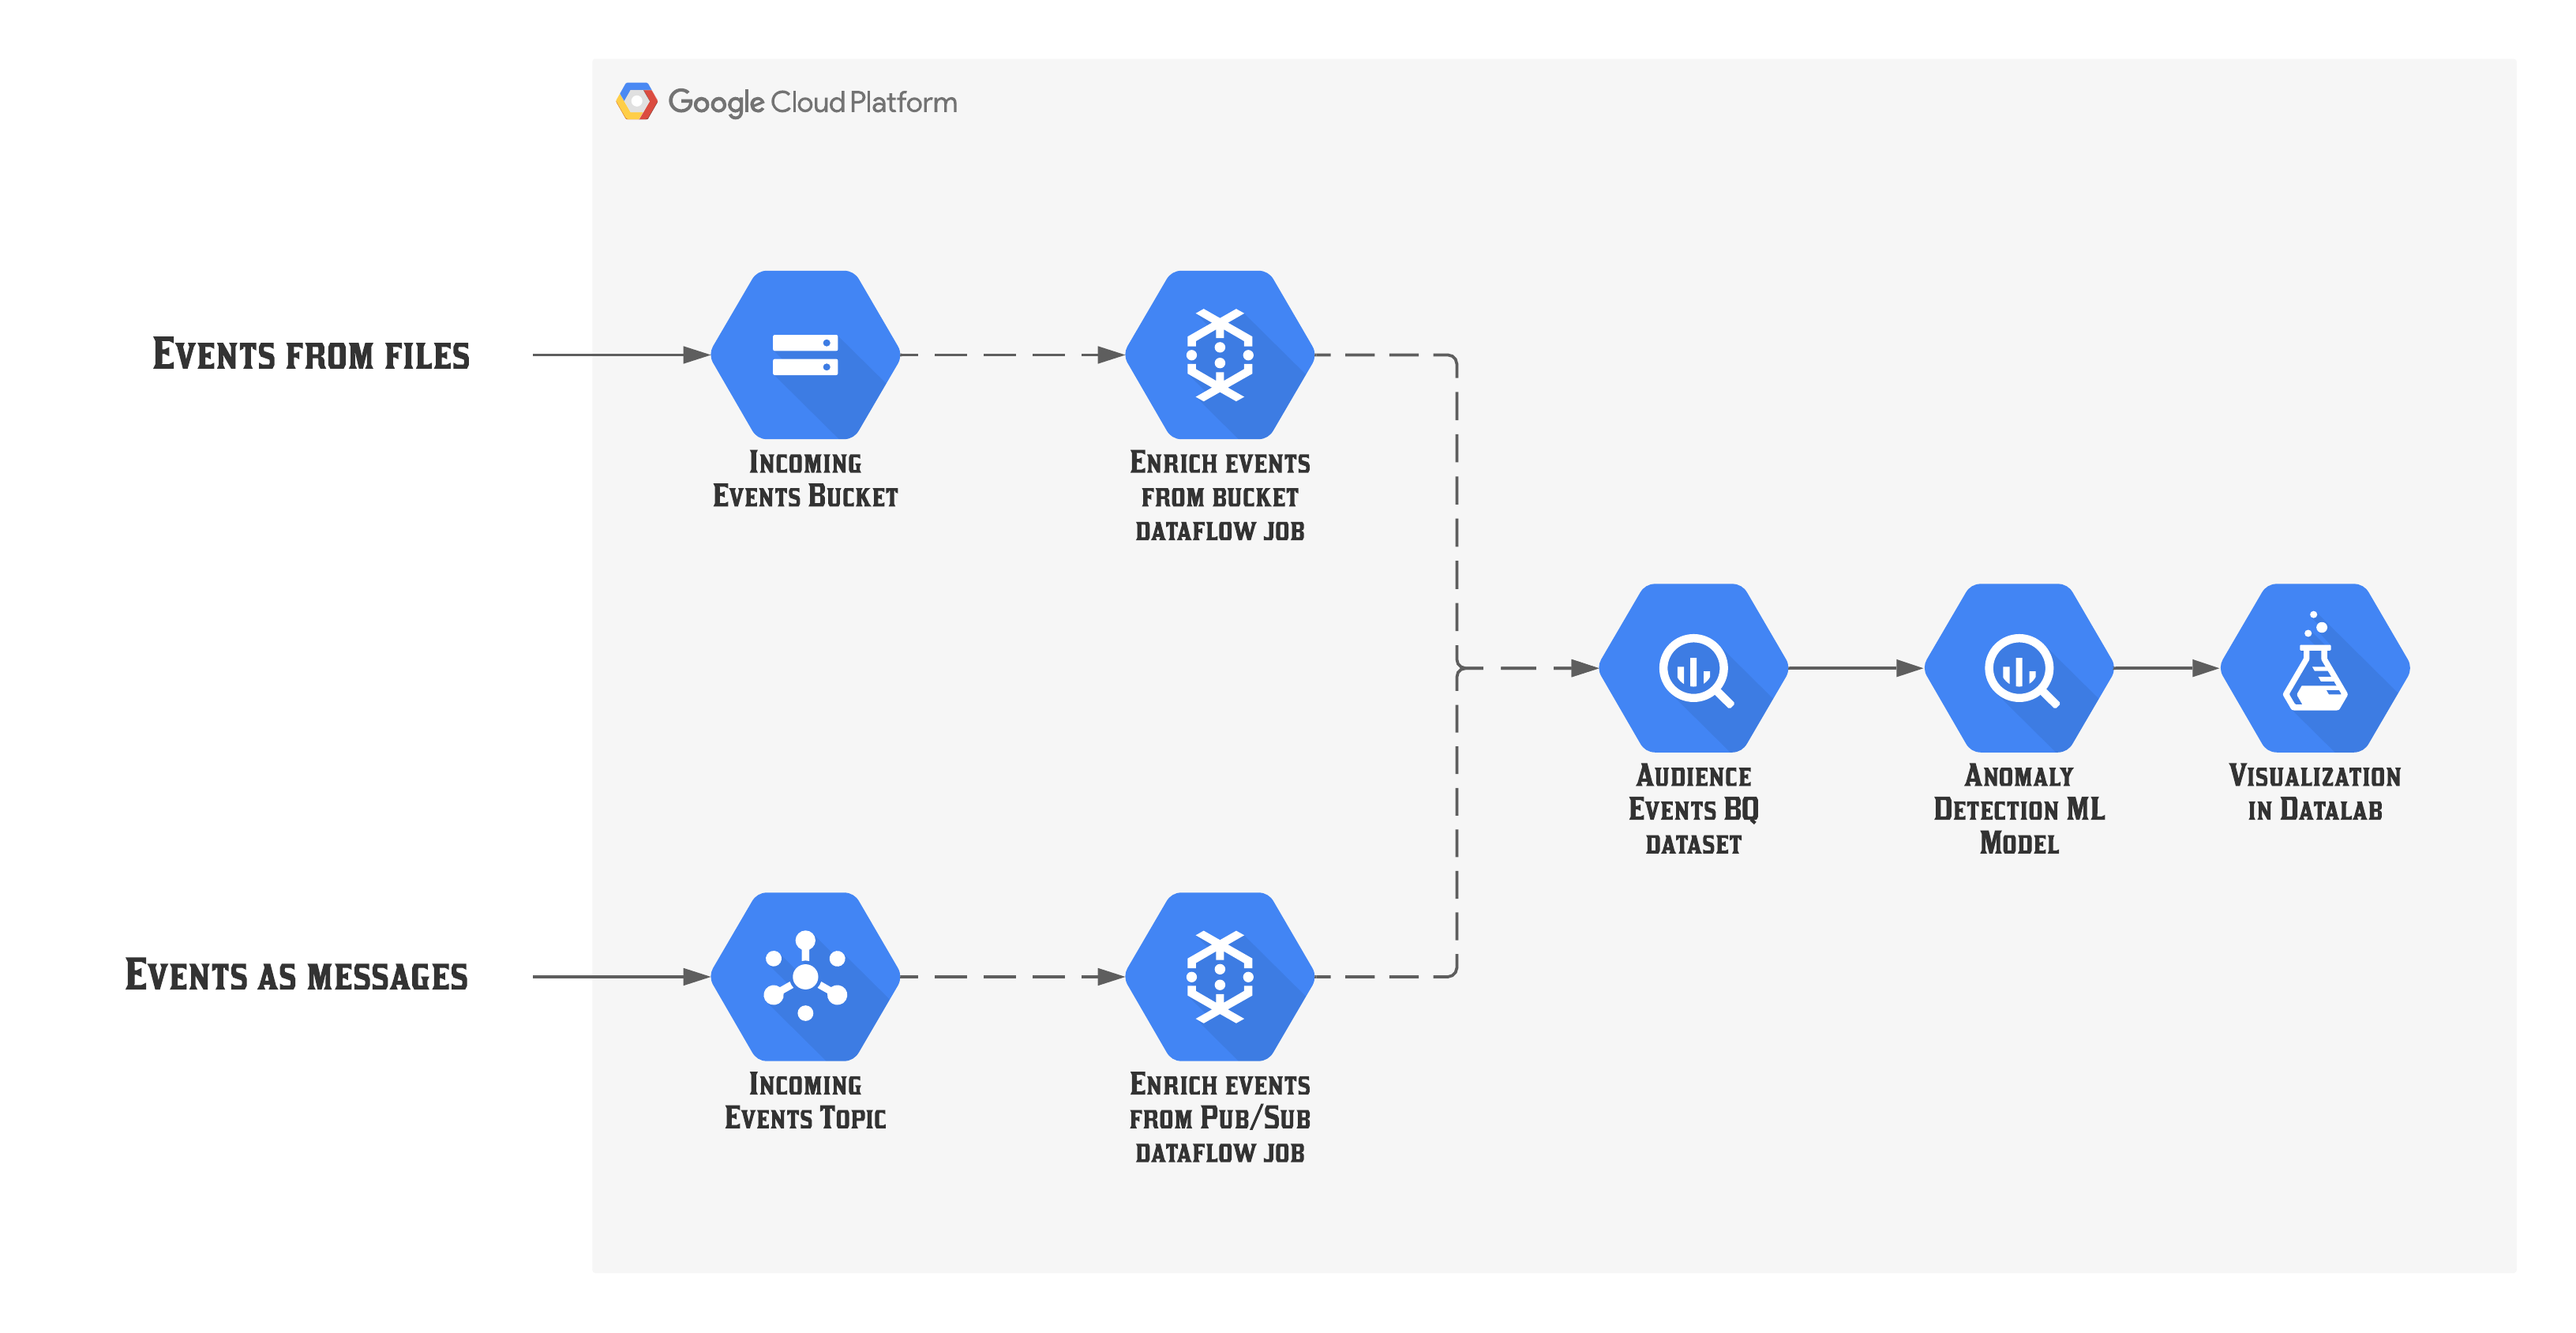 Google Cloud Platform
Events from files
Incoming
Events Bucket
Enrich events
from bucket
dataflow job
Audience
Events BQ
dataset
Anomaly
Detection ML
Model
Visualization
in Datalab
Events as messages
Incoming
Events Topic
Enrich events
from Pub/Sub
dataflow job